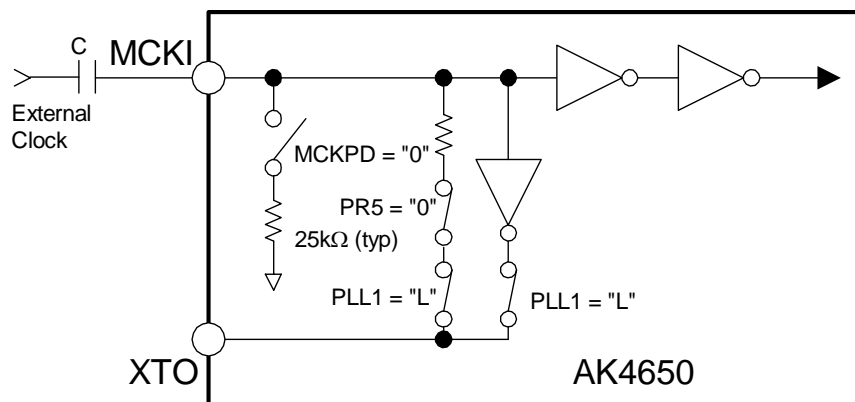 C
MCKI
External
Clock
MCKPD = "0"
PR5 = "0"
25kΩ (typ)
PLL1 = "L"
PLL1 = "L"
XTO
AK4650